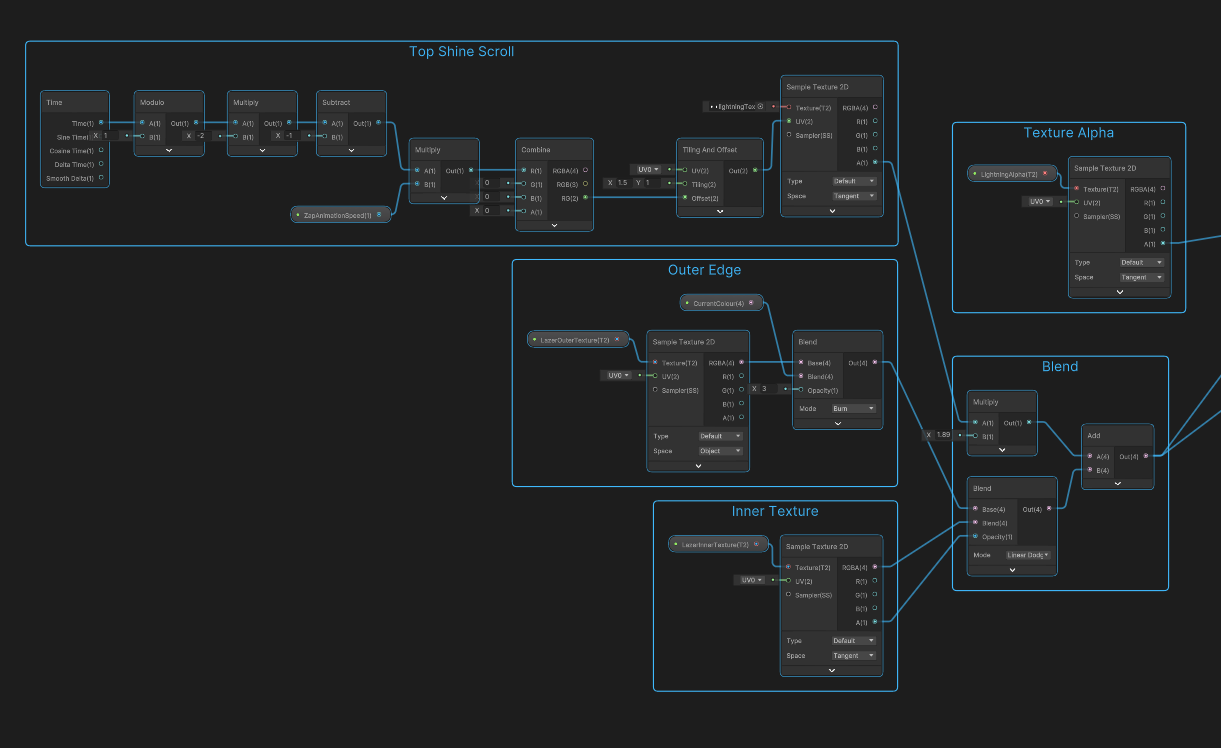 Top Shine Scroll
Time
Time(1)
Sine Time(
Cosine Time(1)
Delta Time(1)
Smooth Delta(1)
X 1
Modulo
A(1) Out(1)
B(1)
X -2
Multiply
A(1) Out(1)
B(1)
X -1
Subtract
A(1) Out(1)
B(1)
ZapAnimationSpeed(1)
Multiply
A(1) Out(1)
B(1)
X 0
X 0
X 0
Combine
R(1) RGBA(4)
G(1) RGB(3)
B(1) RG(2)
A(1)
UV0
X 1.5 Y 1
Tiling And Offset
UV(2) Out(2)
Tiling(2)
Offset(2)
lightningTex
Sample Texture 2D
Texture(T2) RGBA(4)
UV(2) R(1)
Sampler(SS) G(1)
B(1)
A(1)
Type Default
Space Tangent
Texture Alpha
LightningAlpha(T2)
UV0
Sample Texture 2D
Texture(T2) RGBA(4)
UV(2) R(1)
Sampler(SS) G(1)
B(1)
A(1)
Type Default
Space Tangent
Outer Edge
CurrentColour(4)
LazerOuterTexture(T2)
UV0
Sample Texture 2D
Texture(T2) RGBA(4)
UV(2) R(1)
Sampler(SS) G(1)
B(1)
A(1)
Type Default
Space Object
X 3
Blend
Base(4) Out(4)
Blend(4)
Opacity(1)
Mode Burn
Inner Texture
LazerInnerTexture(T2)
UV0
Sample Texture 2D
Texture(T2) RGBA(4)
UV(2) R(1)
Sampler(SS) G(1)
B(1)
A(1)
Type Default
Space Tangent
Blend
X 1.89
Multiply
A(1) Out(1)
B(1)
Add
A(4) Out(4)
B(4)
Blend
Base(4) Out(4)
Blend(4)
Opacity(1)
Mode Linear Dodg